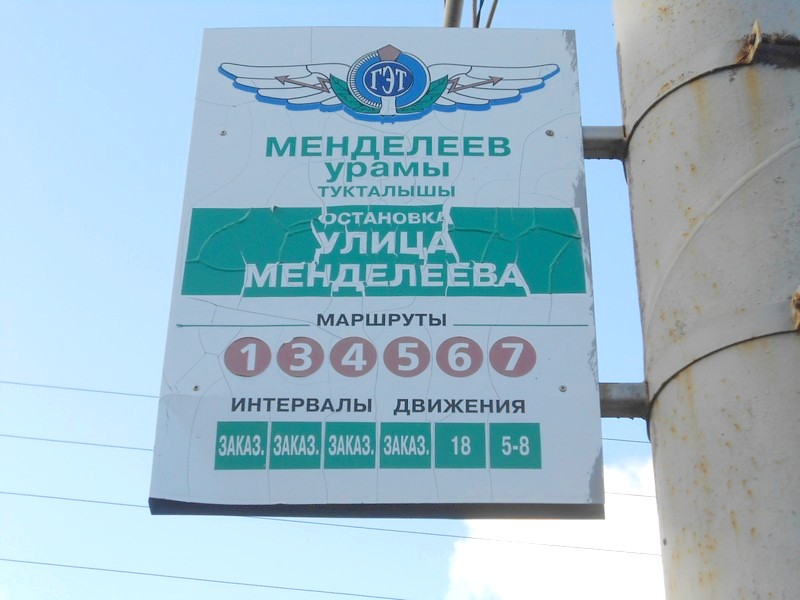 ГЭТ
МЕНДЕЛЕЕВ
урамы
ТУКТАЛЫШЫ
ОСТАНОВКА
УЛИЦА
МЕНДЕЛЕЕВА
МАРШРУТЫ
1 3 4 5 6 7
ИНТЕРВАЛЫ ДВИЖЕНИЯ
ЗАКАЗ. ЗАКАЗ. ЗАКАЗ. ЗАКАЗ. 18 5-8